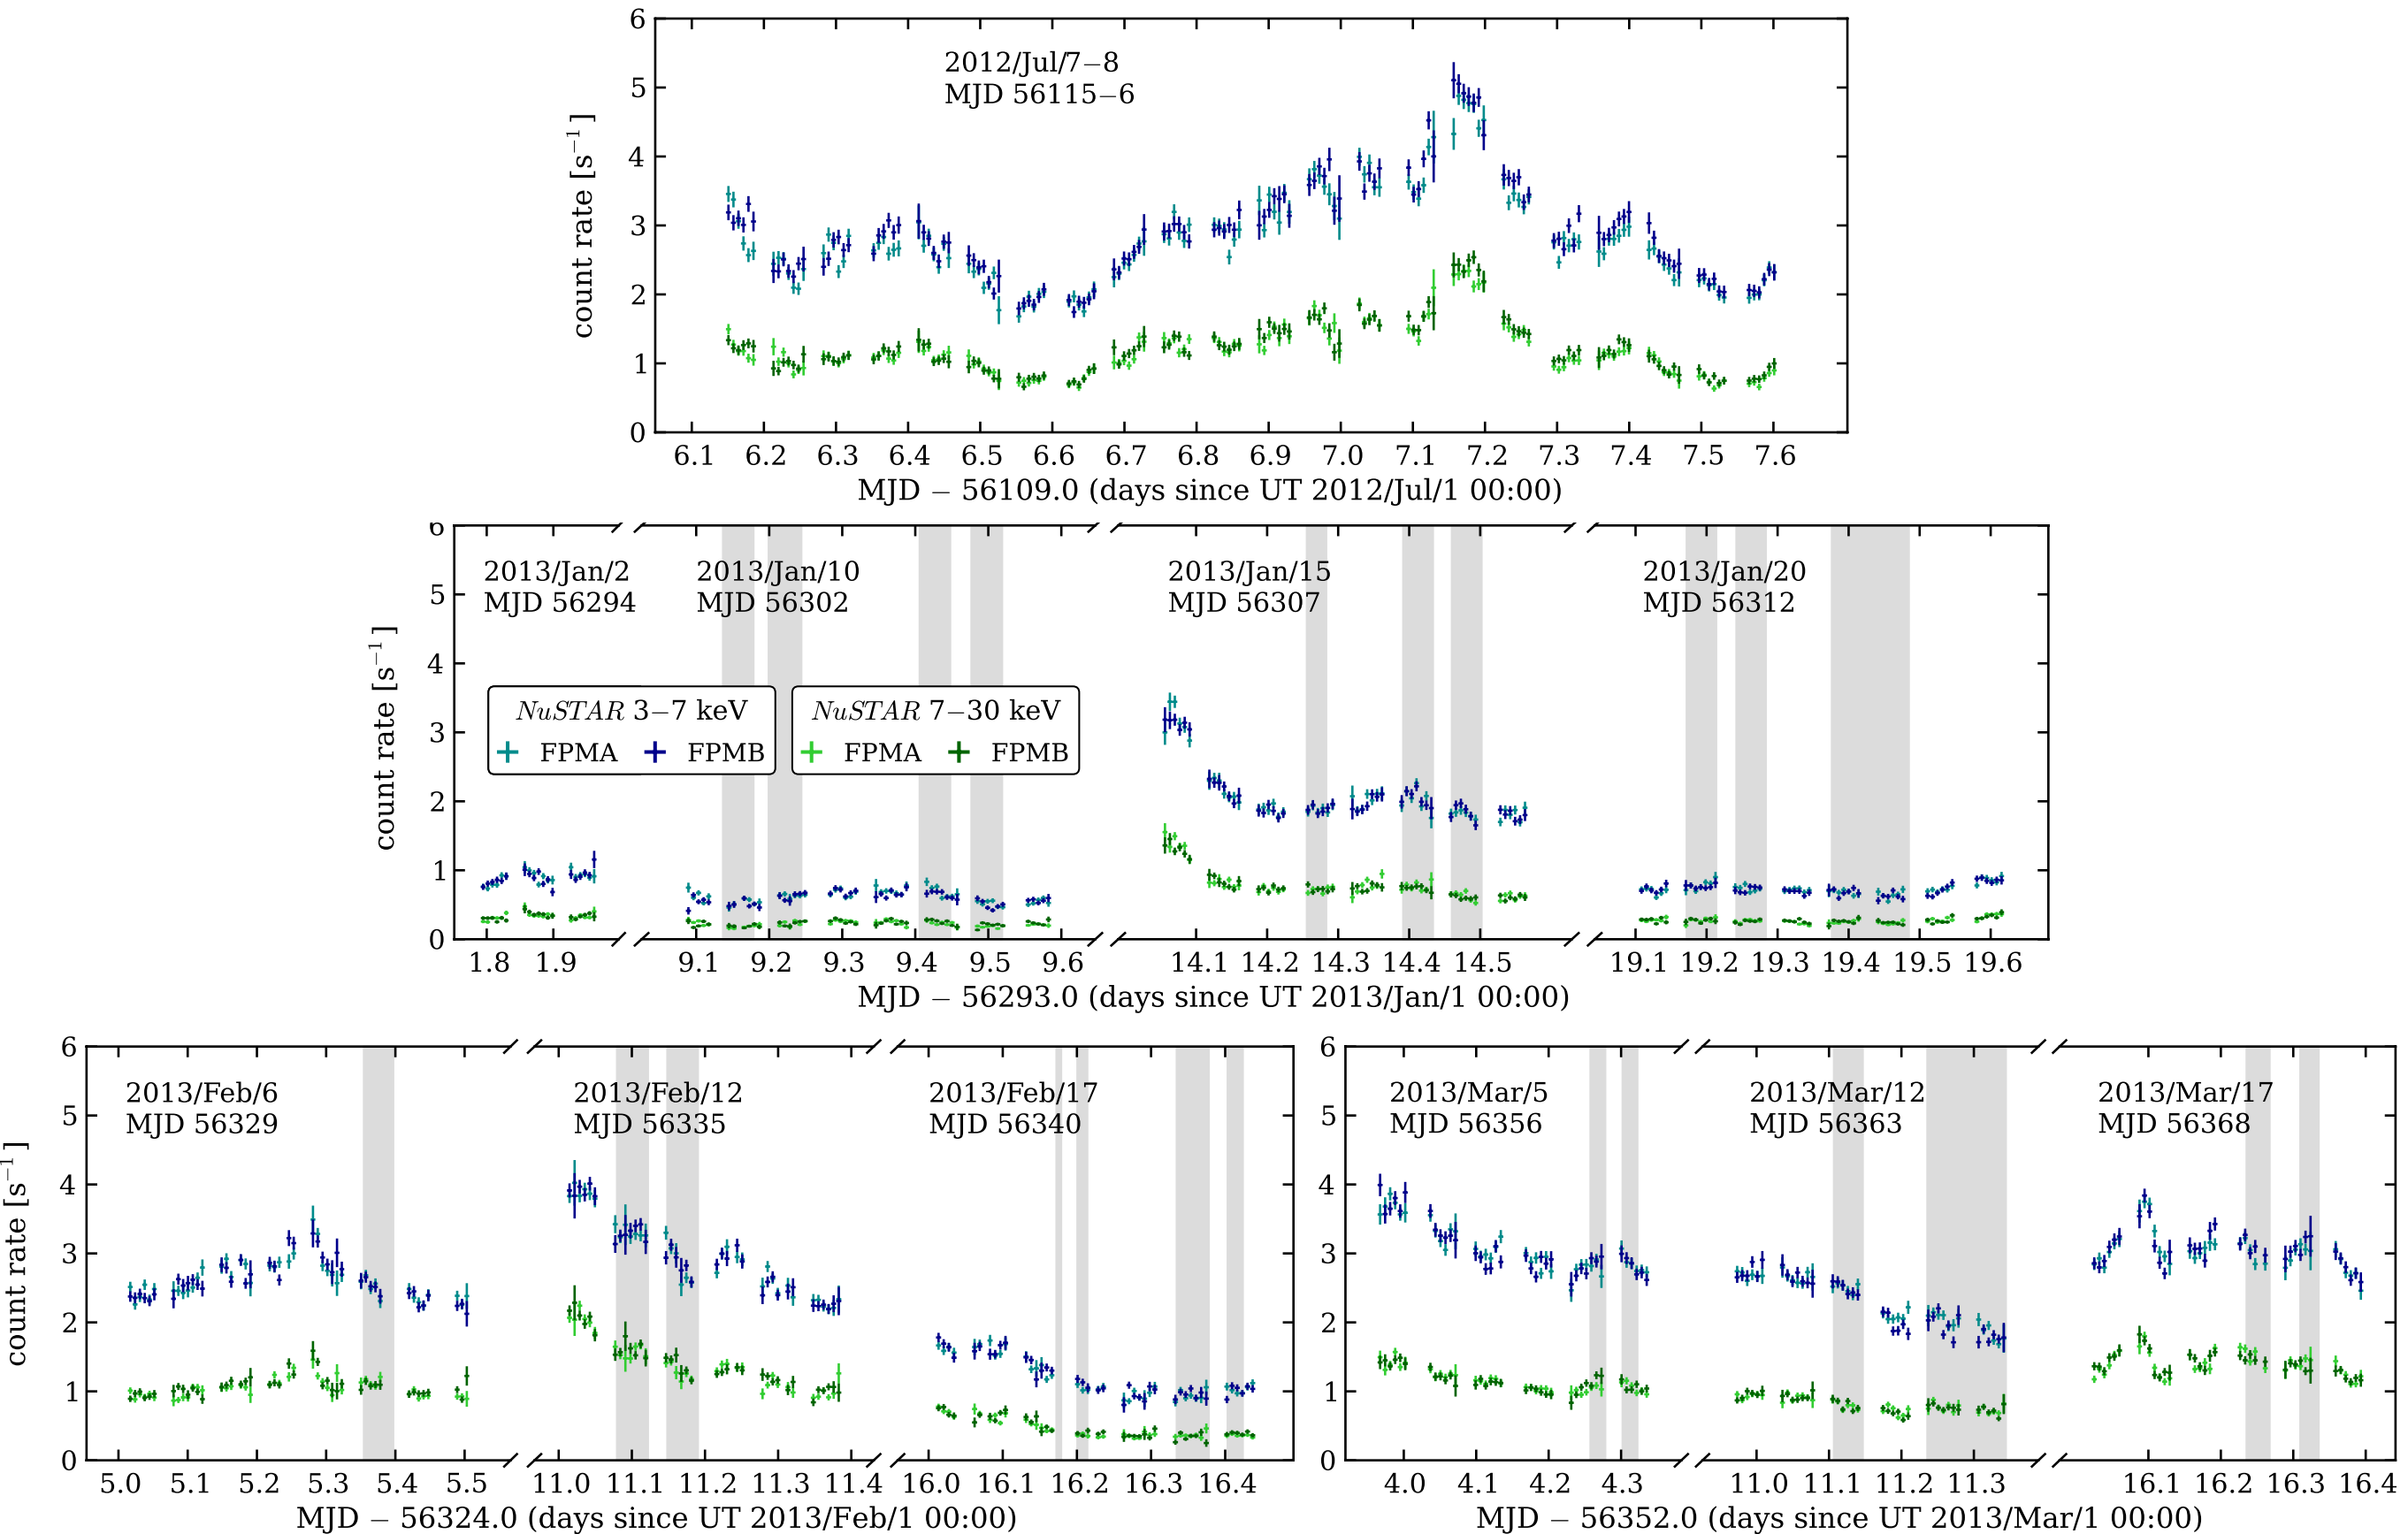 6
5
4
3
2
1
0
count rate [s⁻¹]
2012/Jul/7−8
MJD 56115−6
6.1 6.2 6.3 6.4 6.5 6.6 6.7 6.8 6.9 7.0 7.1 7.2 7.3 7.4 7.5 7.6
MJD − 56109.0 (days since UT 2012/Jul/1 00:00)
6
5
4
3
2
1
0
count rate [s⁻¹]
2013/Jan/2
MJD 56294
2013/Jan/10
MJD 56302
2013/Jan/15
MJD 56307
2013/Jan/20
MJD 56312
NuSTAR 3−7 keV
FPMA FPMB
NuSTAR 7−30 keV
FPMA FPMB
1.8 1.9 9.1 9.2 9.3 9.4 9.5 9.6 14.1 14.2 14.3 14.4 14.5 19.1 19.2 19.3 19.4 19.5 19.6
MJD − 56293.0 (days since UT 2013/Jan/1 00:00)
6
5
4
3
2
1
0
count rate [s⁻¹]
2013/Feb/6
MJD 56329
2013/Feb/12
MJD 56335
2013/Feb/17
MJD 56340
5.0 5.1 5.2 5.3 5.4 5.5 11.0 11.1 11.2 11.3 11.4 16.0 16.1 16.2 16.3 16.4
MJD − 56324.0 (days since UT 2013/Feb/1 00:00)
6
5
4
3
2
1
0
2013/Mar/5
MJD 56356
2013/Mar/12
MJD 56363
2013/Mar/17
MJD 56368
4.0 4.1 4.2 4.3 11.0 11.1 11.2 11.3 16.1 16.2 16.3 16.4
MJD − 56352.0 (days since UT 2013/Mar/1 00:00)